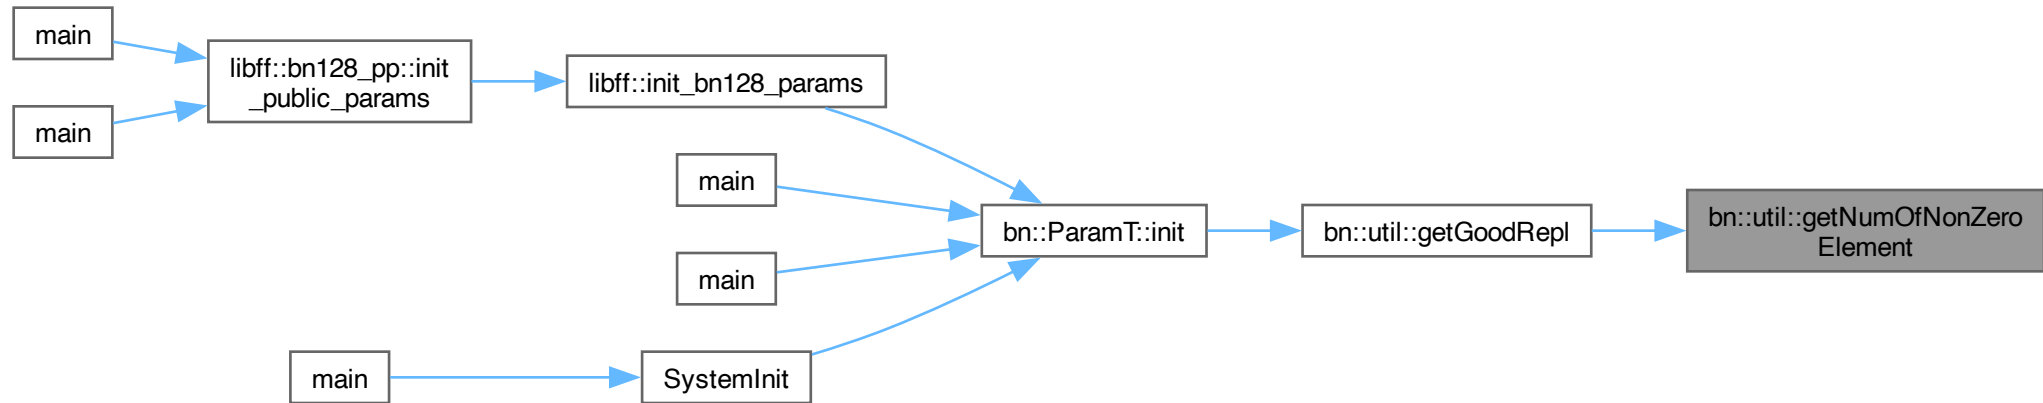 main
main
libff::bn128_pp::init
_public_params
libff::init_bn128_params
main
main
main
SystemInit
bn::ParamT::init
bn::util::getGoodRepl
bn::util::getNumOfNonZero
Element